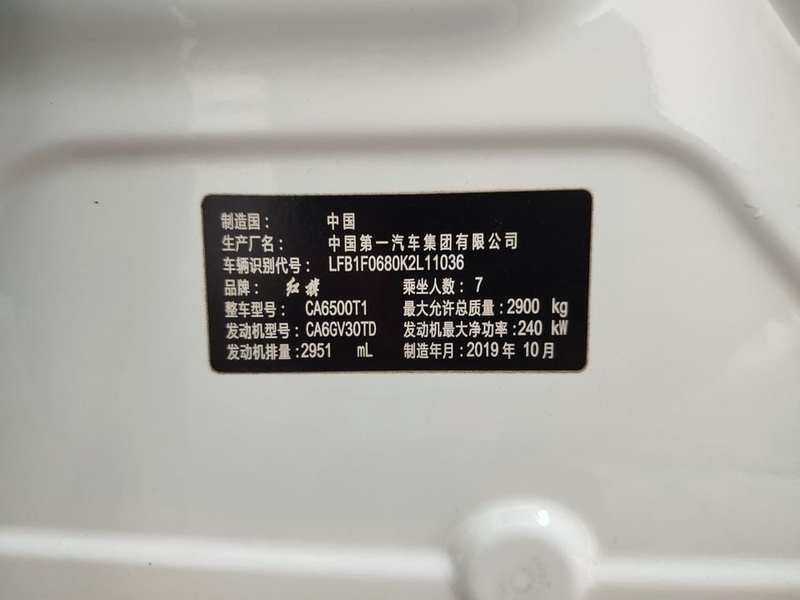 制造国： 中国
生产厂名： 中国第一汽车集团有限公司
车辆识别代号： LFB1F0680K2L11036
品牌： 红旗 乘坐人数：7
整车型号： CA6500T1 最大允许总质量：2900 kg
发动机型号：CA6GV30TD 发动机最大净功率：240 kW
发动机排量：2951 mL 制造年月：2019 年 10 月